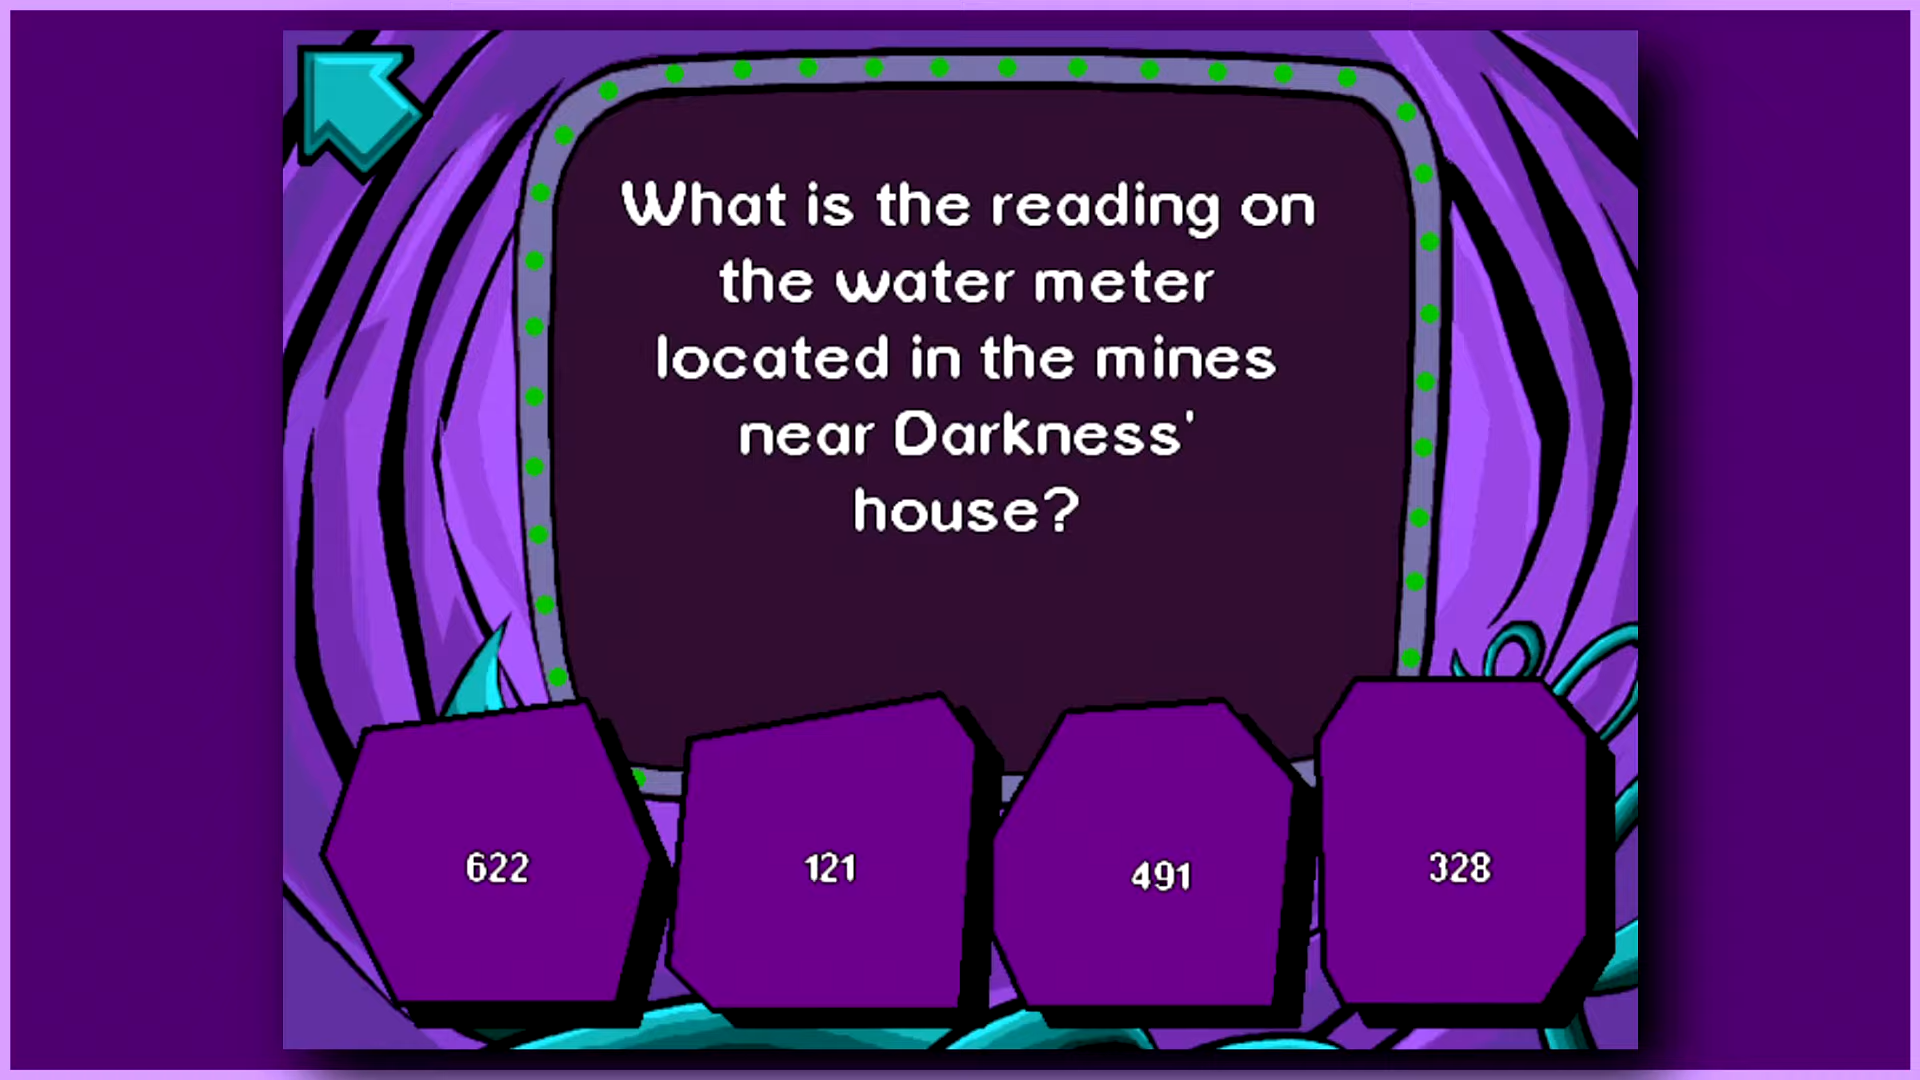 What is the reading on
the water meter
located in the mines
near Darkness'
house?
622
121
491
328